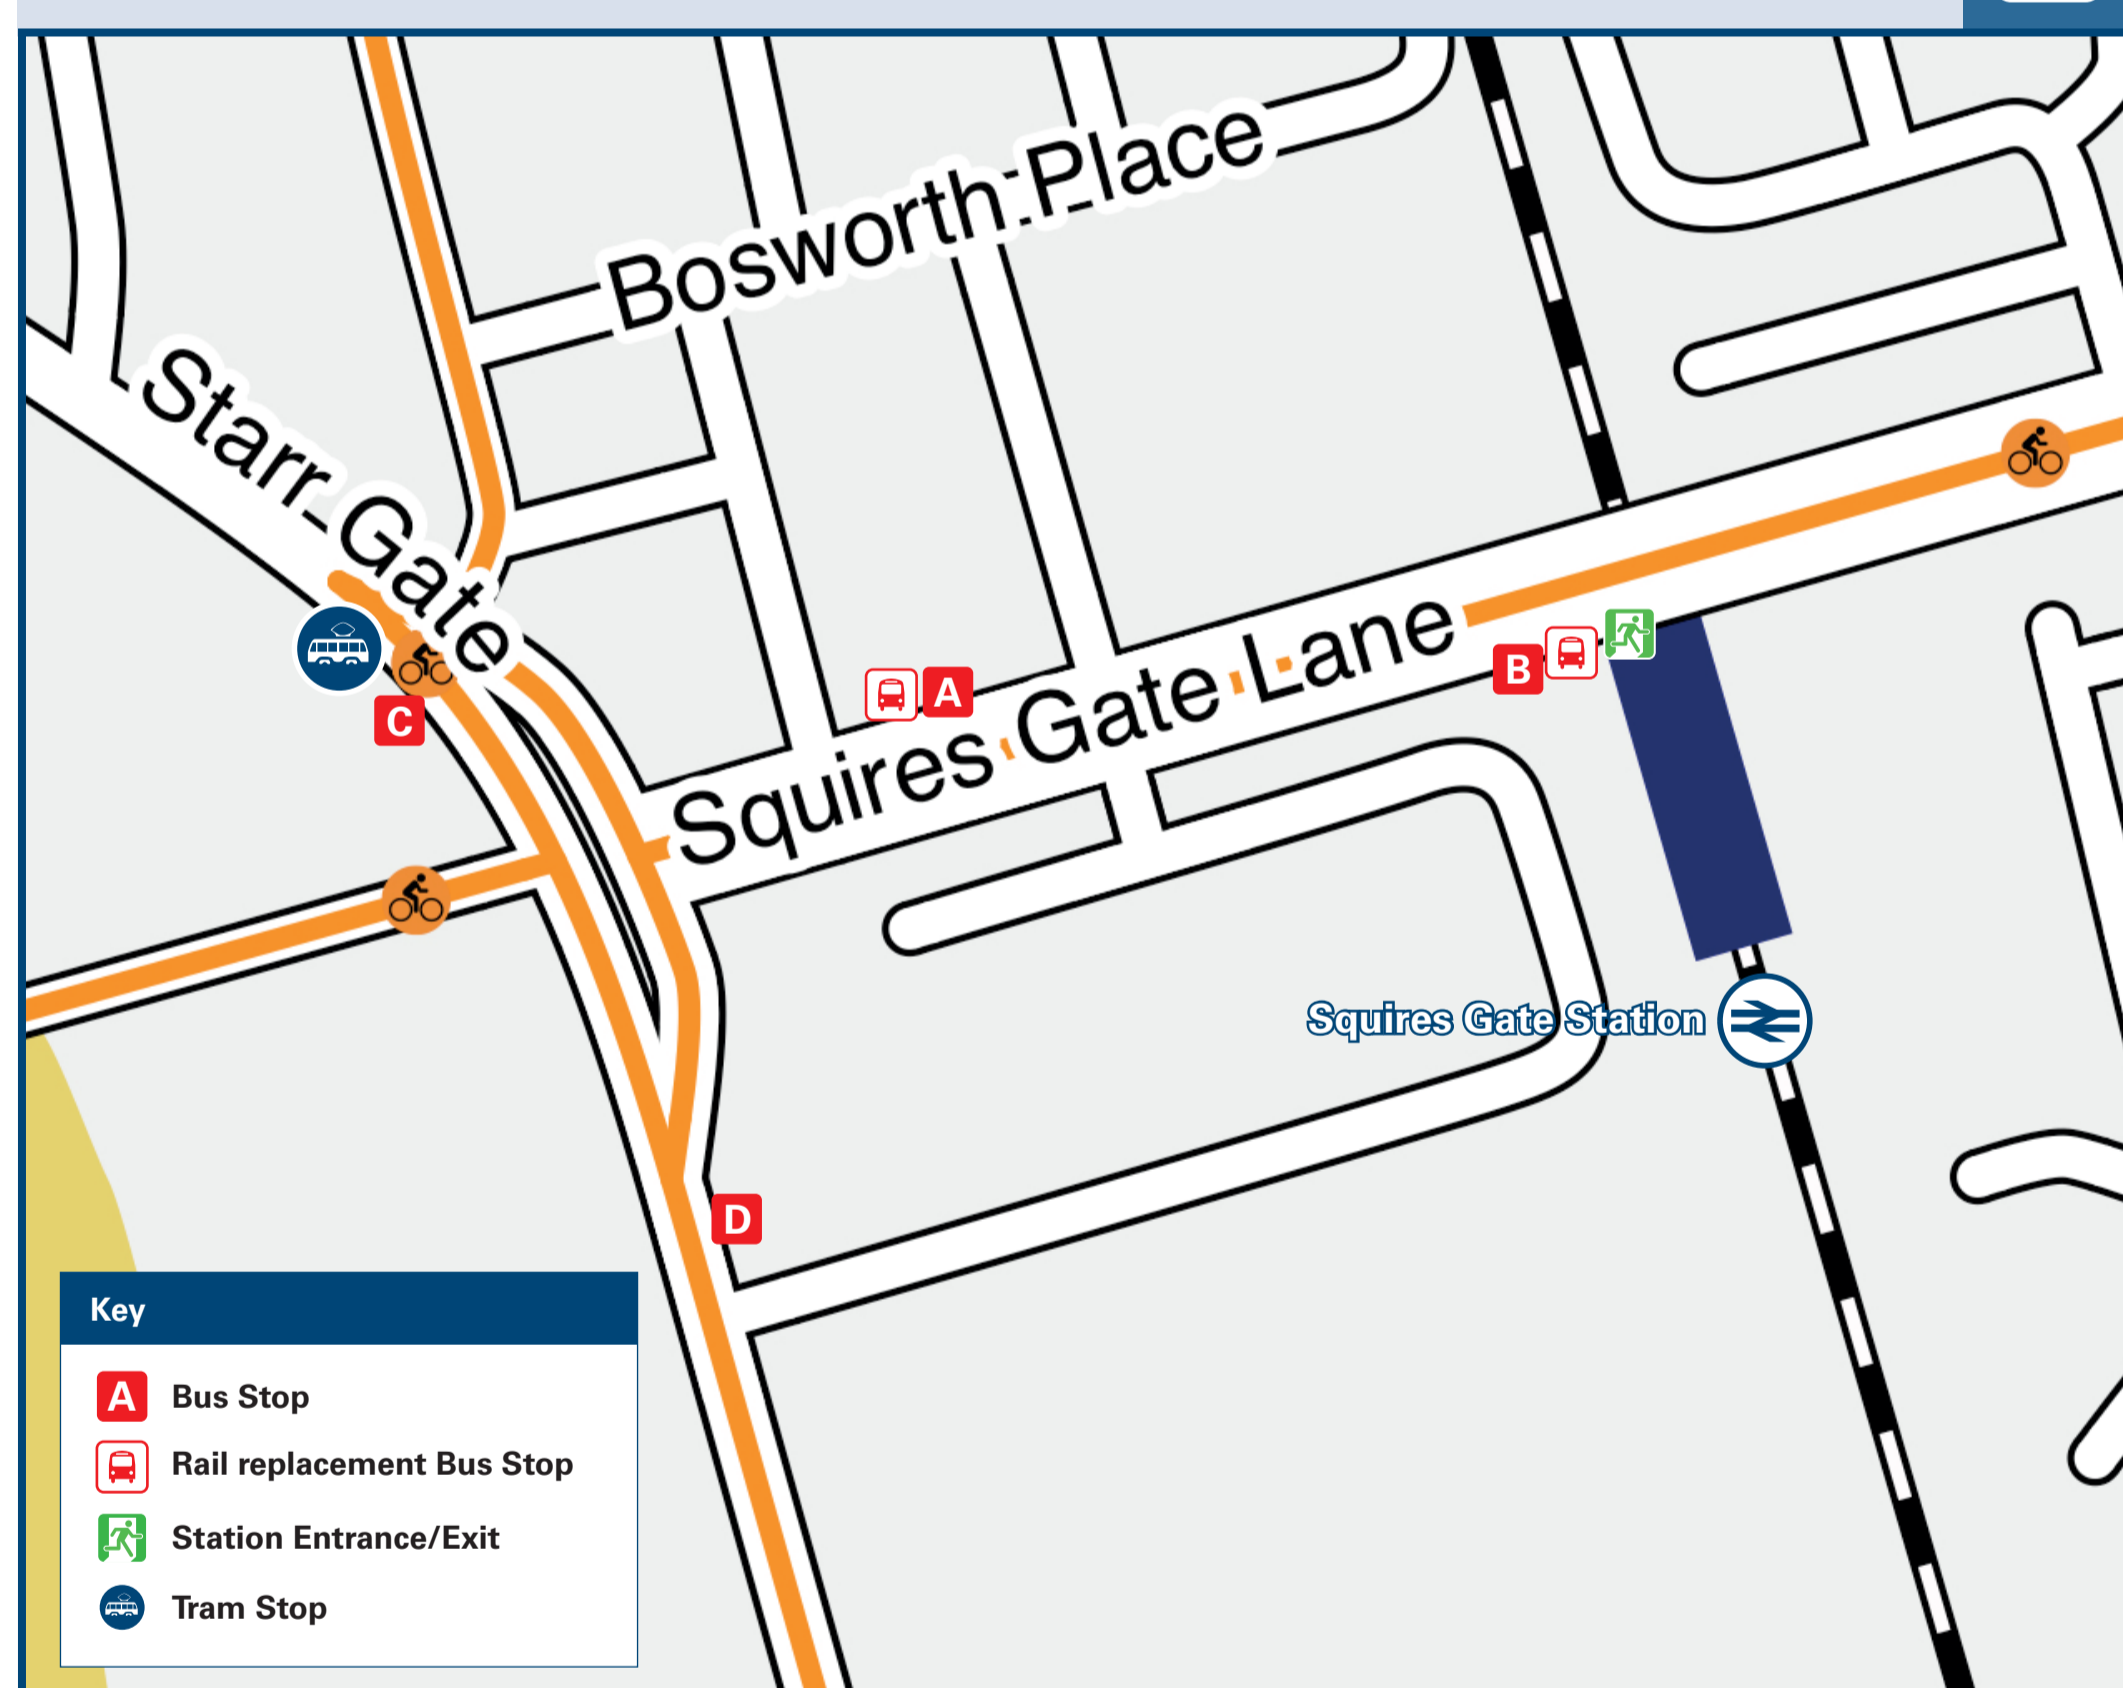 Bosworth Place
Starr Gate
Squires Gate Lane
A
B
C
D
Squires Gate Station
Key
A Bus Stop
Rail replacement Bus Stop
Station Entrance/Exit
Tram Stop